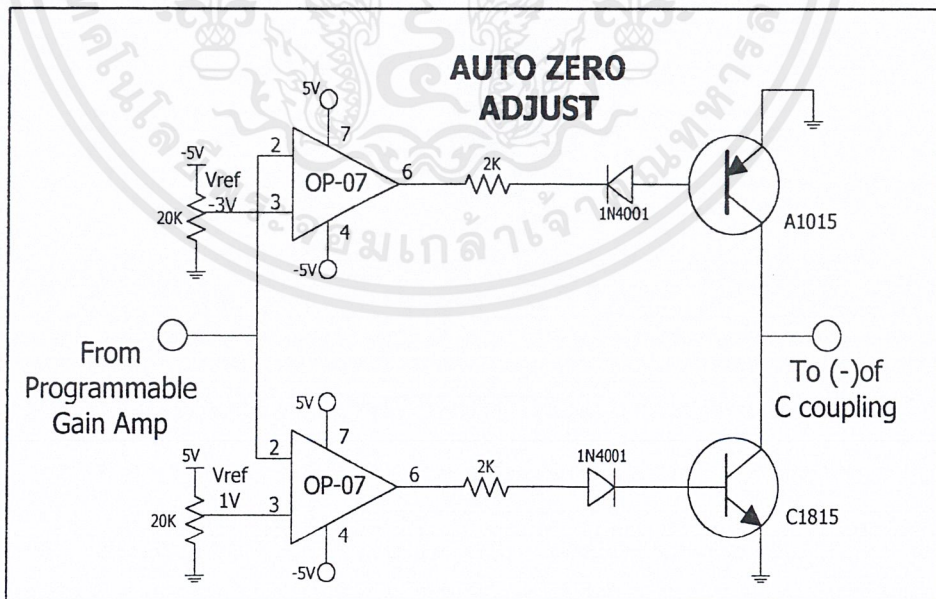 AUTO ZERO
ADJUST
5V
7
2
OP-07
6
-5V
Vref
-3V
3
20K
4
-5V
2K
1N4001
A1015
From
Programmable
Gain Amp
To (-)of
C coupling
5V
7
2
OP-07
6
5V
Vref
1V
3
20K
4
-5V
2K
1N4001
C1815